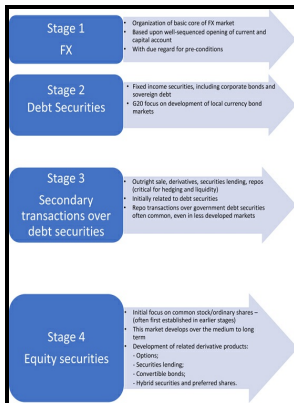 Stage 1
FX
• Organization of basic core of FX market
• Based upon well-sequenced opening of current and
capital account
• With due regard for pre-conditions
Stage 2
Debt Securities
• Fixed income securities, including corporate bonds and
sovereign debt
• G20 focus on development of local currency bond
markets
Stage 3
Secondary
transactions over
debt securities
• Outright sale, derivatives, securities lending, repos
(critical for hedging and liquidity)
• Initially related to debt securities
• Repo transactions over government debt securities
often common, even in less developed markets
Stage 4
Equity securities
• Initial focus on common stock/ordinary shares –
(often first established in earlier stages)
• This market develops over the medium to long
term
• Development of related derivative products:
- Options;
- Securities lending;
- Convertible bonds;
- Hybrid securities and preferred shares.